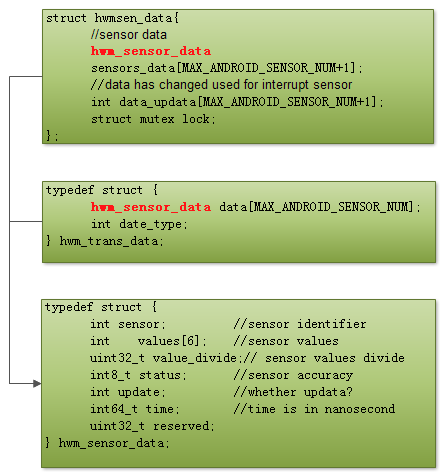 struct hwmsen_data{
//sensor data
hwm_sensor_data
sensors_data[MAX_ANDROID_SENSOR_NUM+1];
//data has changed used for interrupt sensor
int data_updata[MAX_ANDROID_SENSOR_NUM+1];
struct mutex lock;
};
typedef struct {
hwm_sensor_data data[MAX_ANDROID_SENSOR_NUM];
int date_type;
} hwm_trans_data;
typedef struct {
int sensor; //sensor identifier
int values[6]; //sensor values
uint32_t value_divide;// sensor values divide
int8_t status; //sensor accuracy
int update; //whether updata?
int64_t time; //time is in nanosecond
uint32_t reserved;
} hwm_sensor_data;